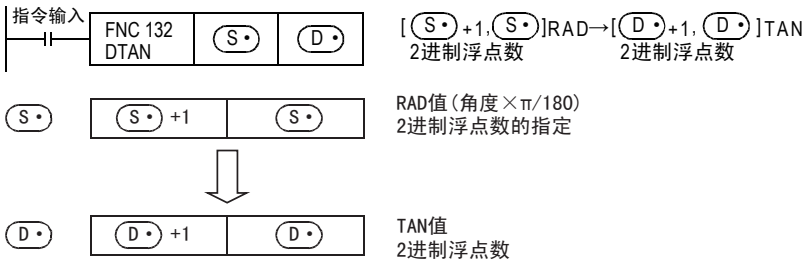 指令输入
FNC 132
DTAN
S· D·
[ S· +1, S· ]RAD→[ D· +1, D· ]TAN
2进制浮点数 2进制浮点数
S· S· +1 S·
RAD值(角度×π/180)
2进制浮点数的指定
D· D· +1 D·
TAN值
2进制浮点数